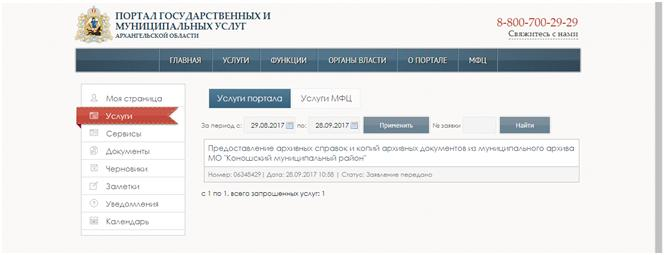 ПОРТАЛ ГОСУДАРСТВЕННЫХ И
МУНИЦИПАЛЬНЫХ УСЛУГ
АРХАНГЕЛЬСКОЙ ОБЛАСТИ
8-800-700-29-29
Свяжитесь с нами
ГЛАВНАЯ УСЛУГИ ФУНКЦИИ ОРГАНЫ ВЛАСТИ О ПОРТАЛЕ МФЦ
Моя страница
Услуги
Сервисы
Документы
Черновики
Заметки
Уведомления
Календарь
Услуги портала Услуги МФЦ
За период с: 29.08.2017 по: 28.09.2017 Применить № заявки Найти
Предоставление архивных справок и копий архивных документов из муниципального архива
МО "Коношский муниципальный район"
Номер: 06348429 | Дата: 28.09.2017 10:58 | Статус: Заявление передано
с 1 по 1, всего запрошенных услуг: 1